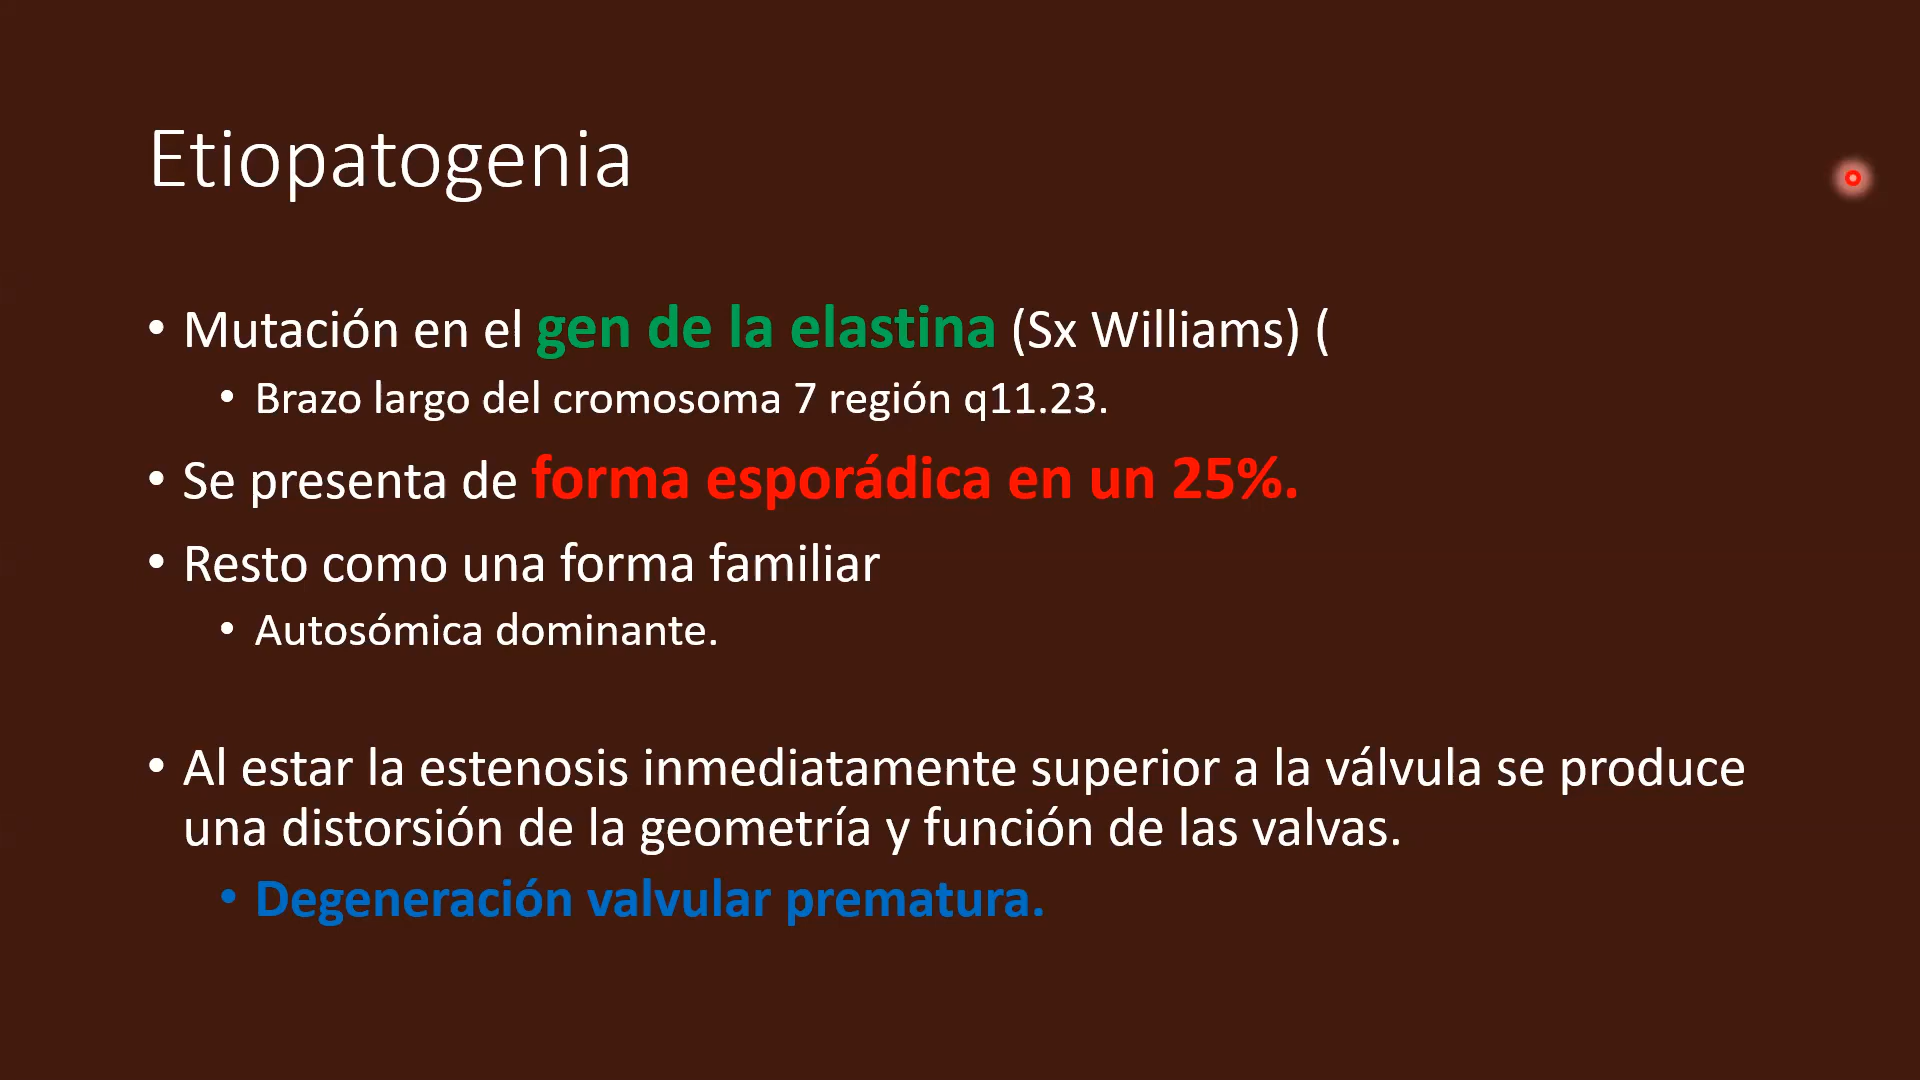 Etiopatogenia
• Mutación en el gen de la elastina (Sx Williams) (
• Brazo largo del cromosoma 7 región q11.23.
• Se presenta de forma esporádica en un 25%.
• Resto como una forma familiar
• Autosómica dominante.
• Al estar la estenosis inmediatamente superior a la válvula se produce
una distorsión de la geometría y función de las valvas.
• Degeneración valvular prematura.